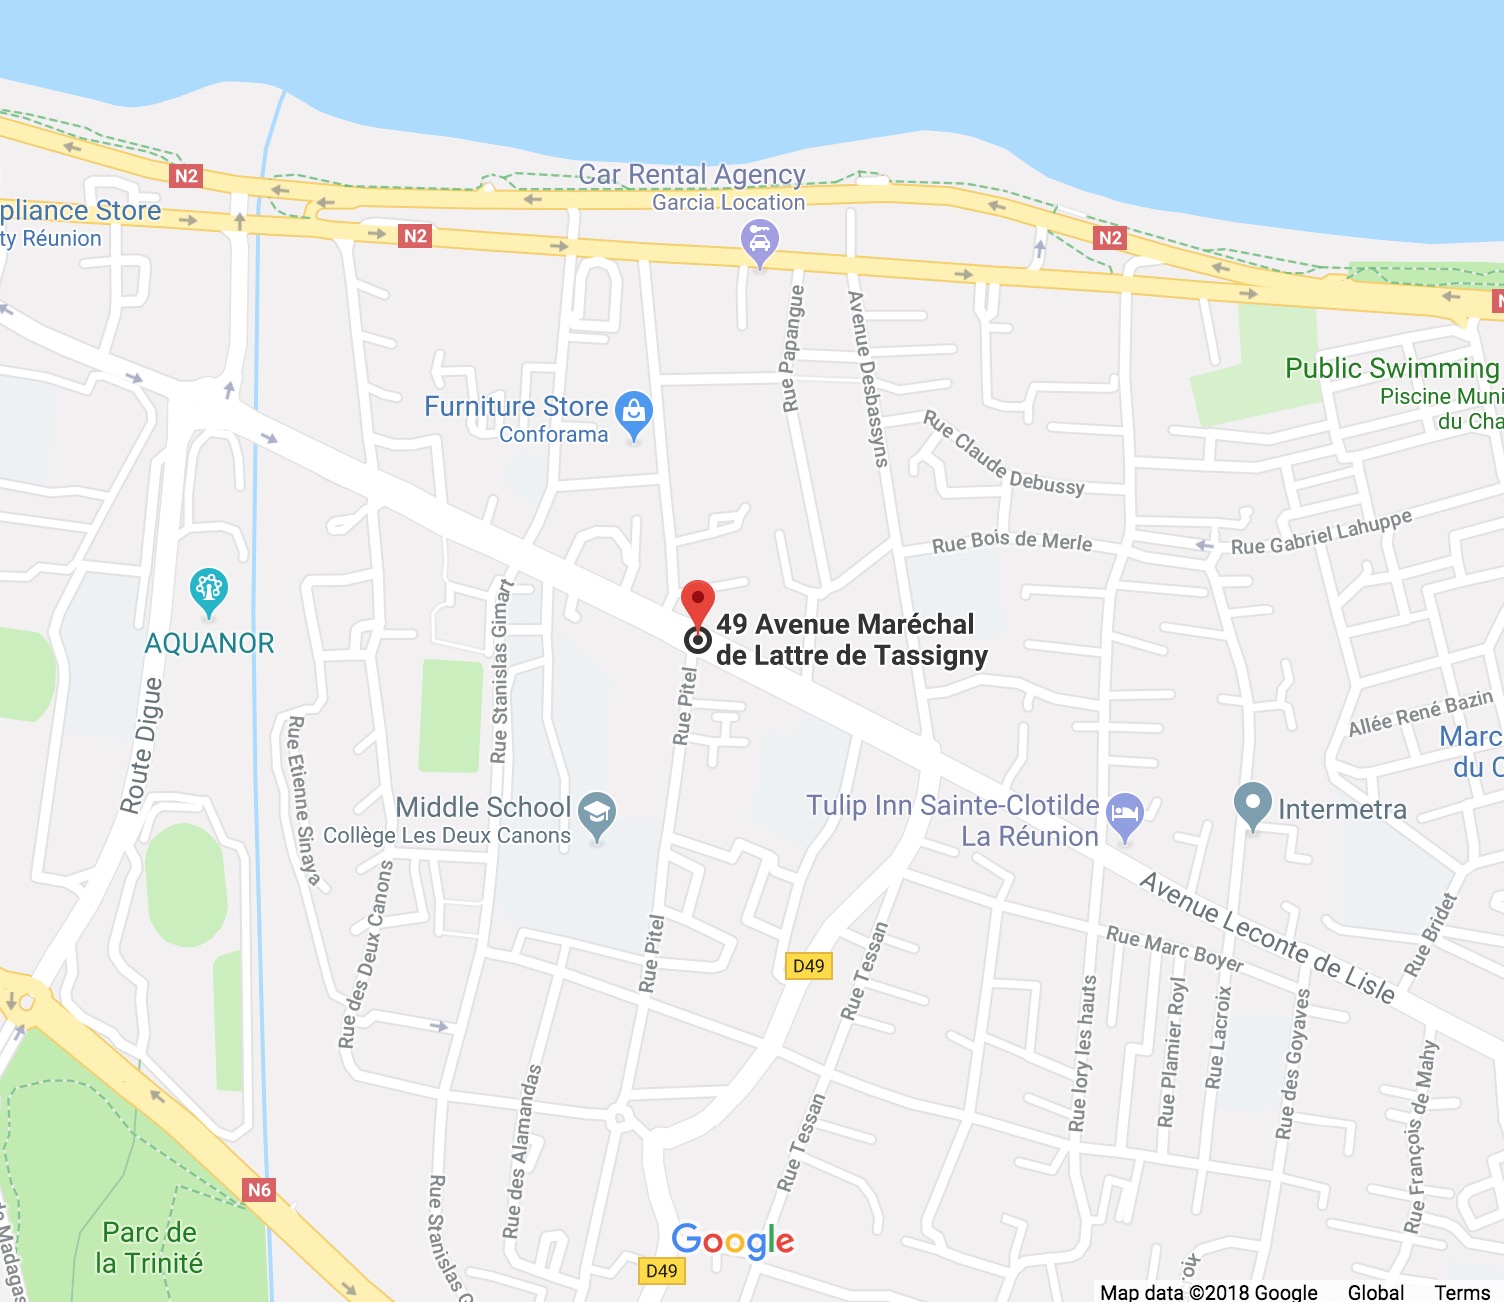 N2
Car Rental Agency
Garcia Location
pliance Store
ty Réunion
N2
N2
N
Rue Papangue
Avenue Desbassyns
Public Swimming
Piscine Muni
du Cha
Furniture Store
Conforama
Rue Claude Debussy
Rue Bois de Merle
Rue Gabriel Lahuppe
AQUANOR
49 Avenue Maréchal
de Lattre de Tassigny
Rue Stanislas Gimart
Rue Pitel
Route Digue
Rue Etienne Sinaya
Allée René Bazin
Marc
du C
Middle School
Collège Les Deux Canons
Tulip Inn Sainte-Clotilde
La Réunion
Intermetra
Avenue Leconte de Lisle
Rue des Deux Canons
Rue Pitel
D49
Rue Tessan
Rue Marc Boyer
Rue Bridet
Rue Iory les hauts
Rue Plamier Royl
Rue Lacroix
Rue des Goyaves
Rue François de Mahy
Rue des Alamandas
Rue Tessan
N6
Parc de
la Trinité
Rue Stanislas G
Google
D49
roix
Map data ©2018 Google Global Terms